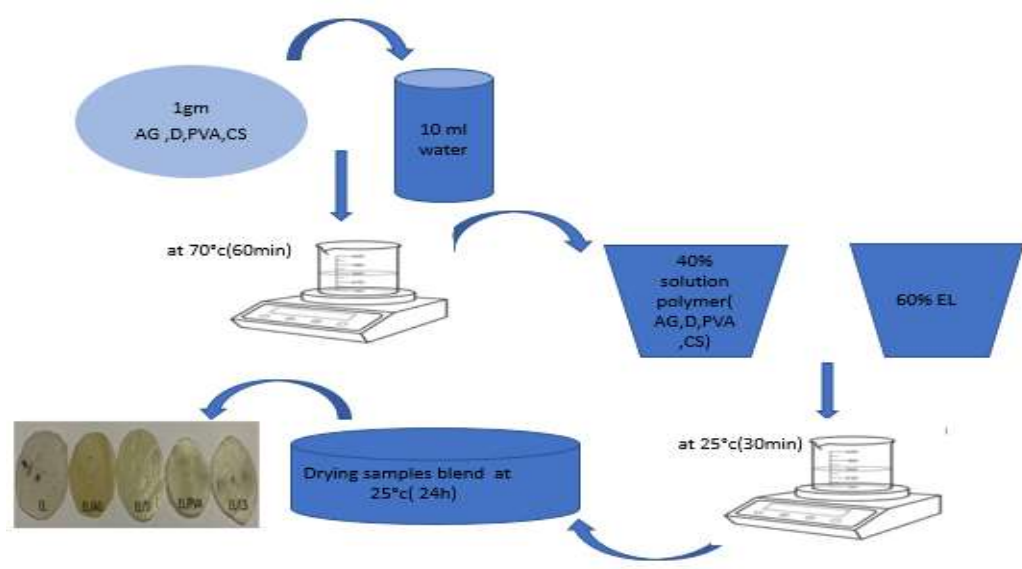 1gm
AG ,D,PVA,CS
10 ml
water
at 70°c(60min)
40%
solution
polymer(
AG,D,PVA
,CS)
60% EL
at 25°c(30min)
Drying samples blend at
25°c( 24h)
EL
EL/AG
EL/D
EL/PVA
EL/CS